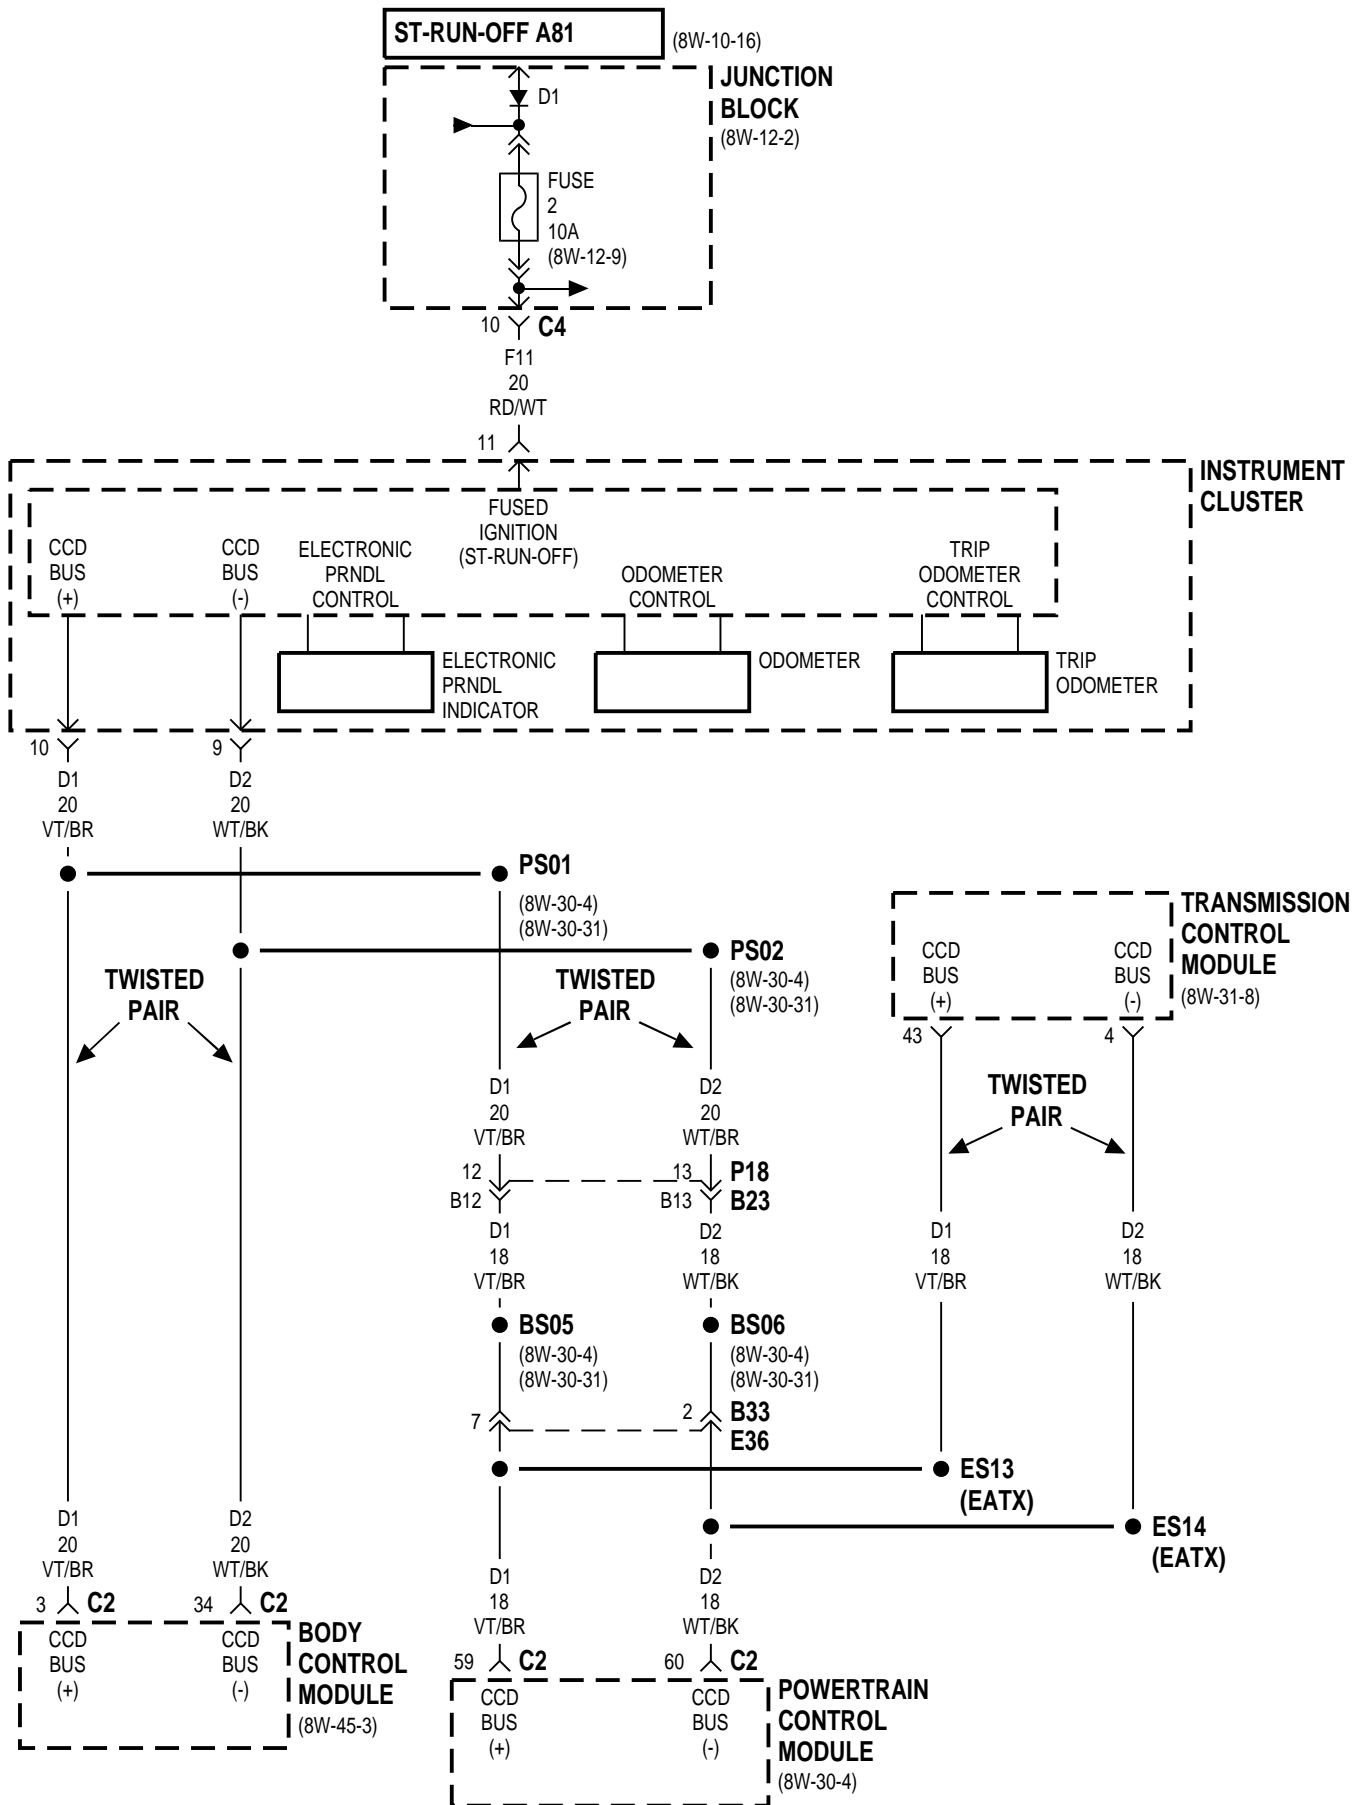 ST-RUN-OFF A81
(8W-10-16)
JUNCTION
BLOCK
(8W-12-2)
D1
FUSE
2
10A
(8W-12-9)
10
C4
F11
20
RD/WT
11
INSTRUMENT
CLUSTER
FUSED
IGNITION
(ST-RUN-OFF)
CCD
BUS
(+)
CCD
BUS
(-)
ELECTRONIC
PRNDL
CONTROL
ODOMETER
CONTROL
TRIP
ODOMETER
CONTROL
ELECTRONIC
PRNDL
INDICATOR
ODOMETER
TRIP
ODOMETER
10
9
D1
20
VT/BR
D2
20
WT/BK
PS01
(8W-30-4)
(8W-30-31)
PS02
(8W-30-4)
(8W-30-31)
TWISTED
PAIR
TWISTED
PAIR
CCD
BUS
(+)
CCD
BUS
(-)
TRANSMISSION
CONTROL
MODULE
(8W-31-8)
43
4
TWISTED
PAIR
D1
20
VT/BR
D2
20
WT/BR
12
13
P18
B12
B13
B23
D1
18
VT/BR
D2
18
WT/BK
D1
18
VT/BR
D2
18
WT/BK
BS05
(8W-30-4)
(8W-30-31)
BS06
(8W-30-4)
(8W-30-31)
7
2
B33
E36
ES13
(EATX)
ES14
(EATX)
D1
20
VT/BR
D2
20
WT/BK
3
C2
34
C2
CCD
BUS
(+)
CCD
BUS
(-)
BODY
CONTROL
MODULE
(8W-45-3)
D1
18
VT/BR
D2
18
WT/BK
59
C2
60
C2
CCD
BUS
(+)
CCD
BUS
(-)
POWERTRAIN
CONTROL
MODULE
(8W-30-4)